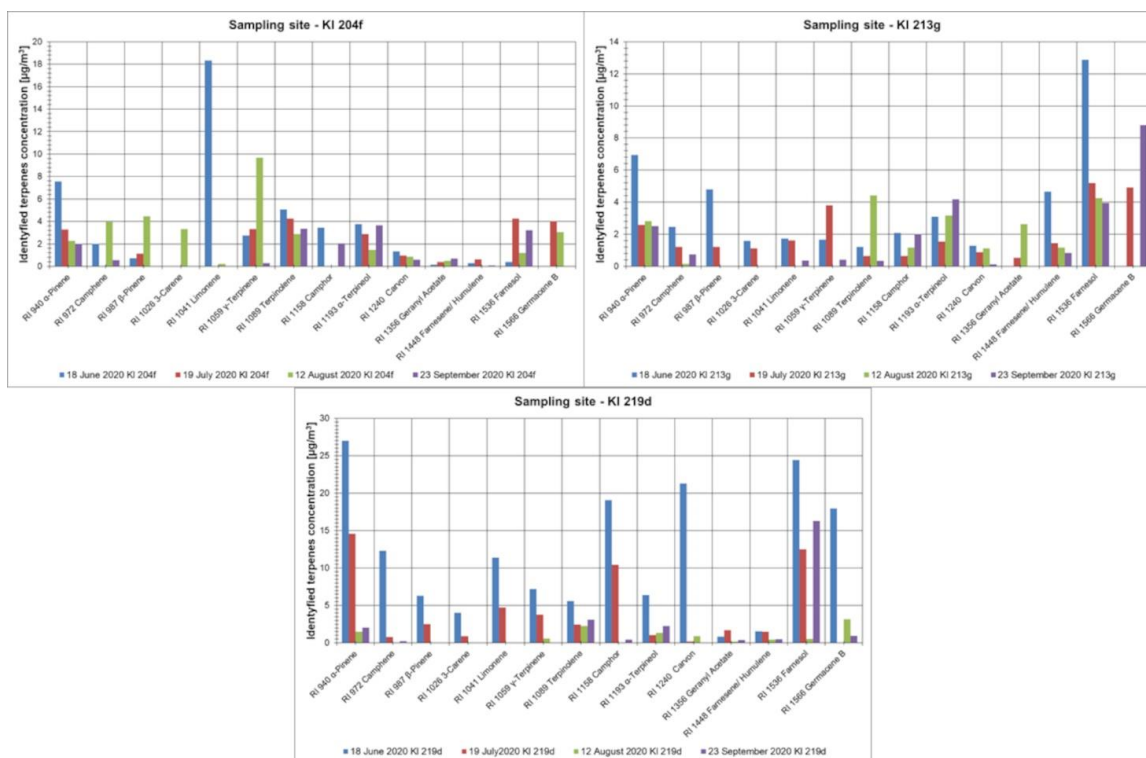 Sampling site - KI 204f
Identyfied terpenes concentration [µg/m³]
20
18
16
14
12
10
8
6
4
2
0
RI 940 α-Pinene
RI 972 Camphene
RI 987 β-Pinene
RI 1026 3-Carene
RI 1041 Limonene
RI 1059 γ-Terpinene
RI 1089 Terpinolene
RI 1158 Camphor
RI 1193 α-Terpineol
RI 1240 Carvon
RI 1356 Geranyl Acetate
RI 1448 Farnesene/ Humulene
RI 1536 Farnesol
RI 1566 Germacene B
18 June 2020 KI 204f 19 July 2020 KI 204f 12 August 2020 KI 204f 23 September 2020 KI 204f
Sampling site - KI 213g
Identyfied terpenes concentration [µg/m³]
14
12
10
8
6
4
2
0
RI 940 α-Pinene
RI 972 Camphene
RI 987 β-Pinene
RI 1026 3-Carene
RI 1041 Limonene
RI 1059 γ-Terpinene
RI 1089 Terpinolene
RI 1158 Camphor
RI 1193 α-Terpineol
RI 1240 Carvon
RI 1356 Geranyl Acetate
RI 1448 Farnesene/ Humulene
RI 1536 Farnesol
RI 1566 Germacene B
18 June 2020 KI 213g 19 July 2020 KI 213g 12 August 2020 KI 213g 23 September 2020 KI 213g
Sampling site - KI 219d
Identyfied terpenes concentration [µg/m³]
30
25
20
15
10
5
0
RI 940 α-Pinene
RI 972 Camphene
RI 987 β-Pinene
RI 1026 3-Carene
RI 1041 Limonene
RI 1059 γ-Terpinene
RI 1089 Terpinolene
RI 1158 Camphor
RI 1193 α-Terpineol
RI 1240 Carvon
RI 1356 Geranyl Acetate
RI 1448 Farnesene/ Humulene
RI 1536 Farnesol
RI 1566 Germacene B
18 June 2020 KI 219d 19 July2020 KI 219d 12 August 2020 KI 219d 23 September 2020 KI 219d